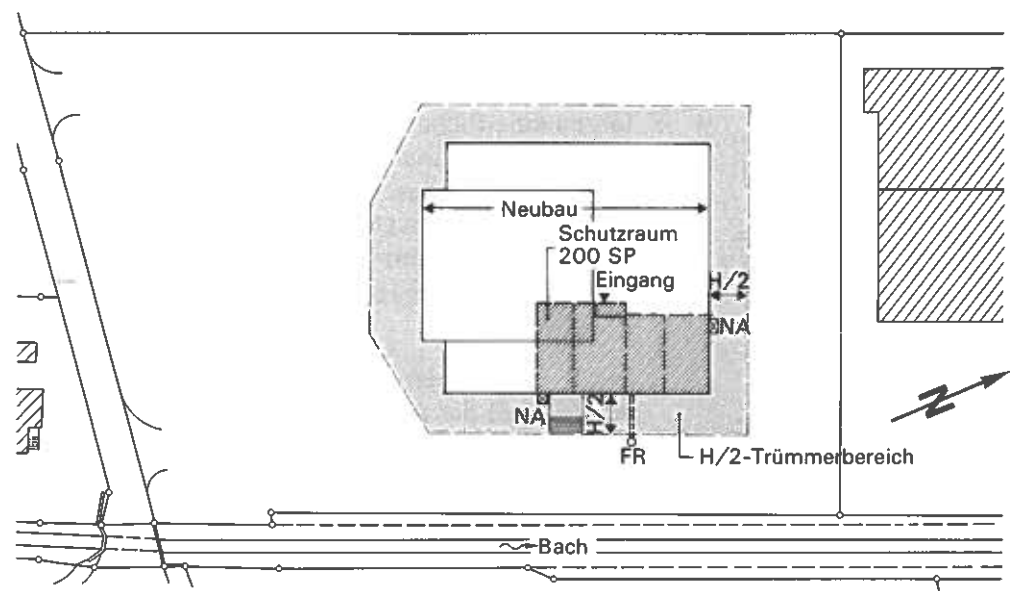 Neubau
Schutzraum
200 SP
Eingang
H/2
NA
NA
H/2
FR
H/2-Trümmerbereich
N
Bach